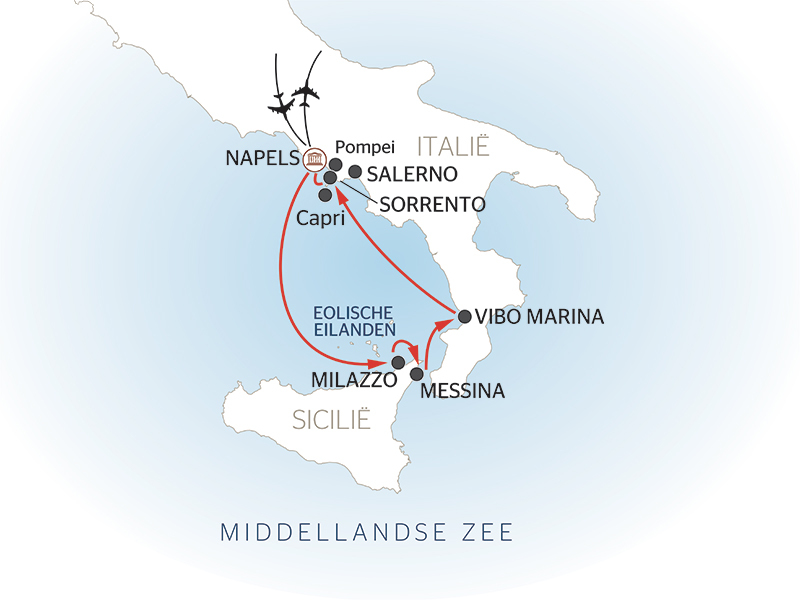 Pompei
ITALIË
NAPELS
SALERNO
SORRENTO
Capri
EOLISCHE
EILANDEN
VIBO MARINA
MILAZZO
MESSINA
SICILIË
MIDDELLANDSE ZEE